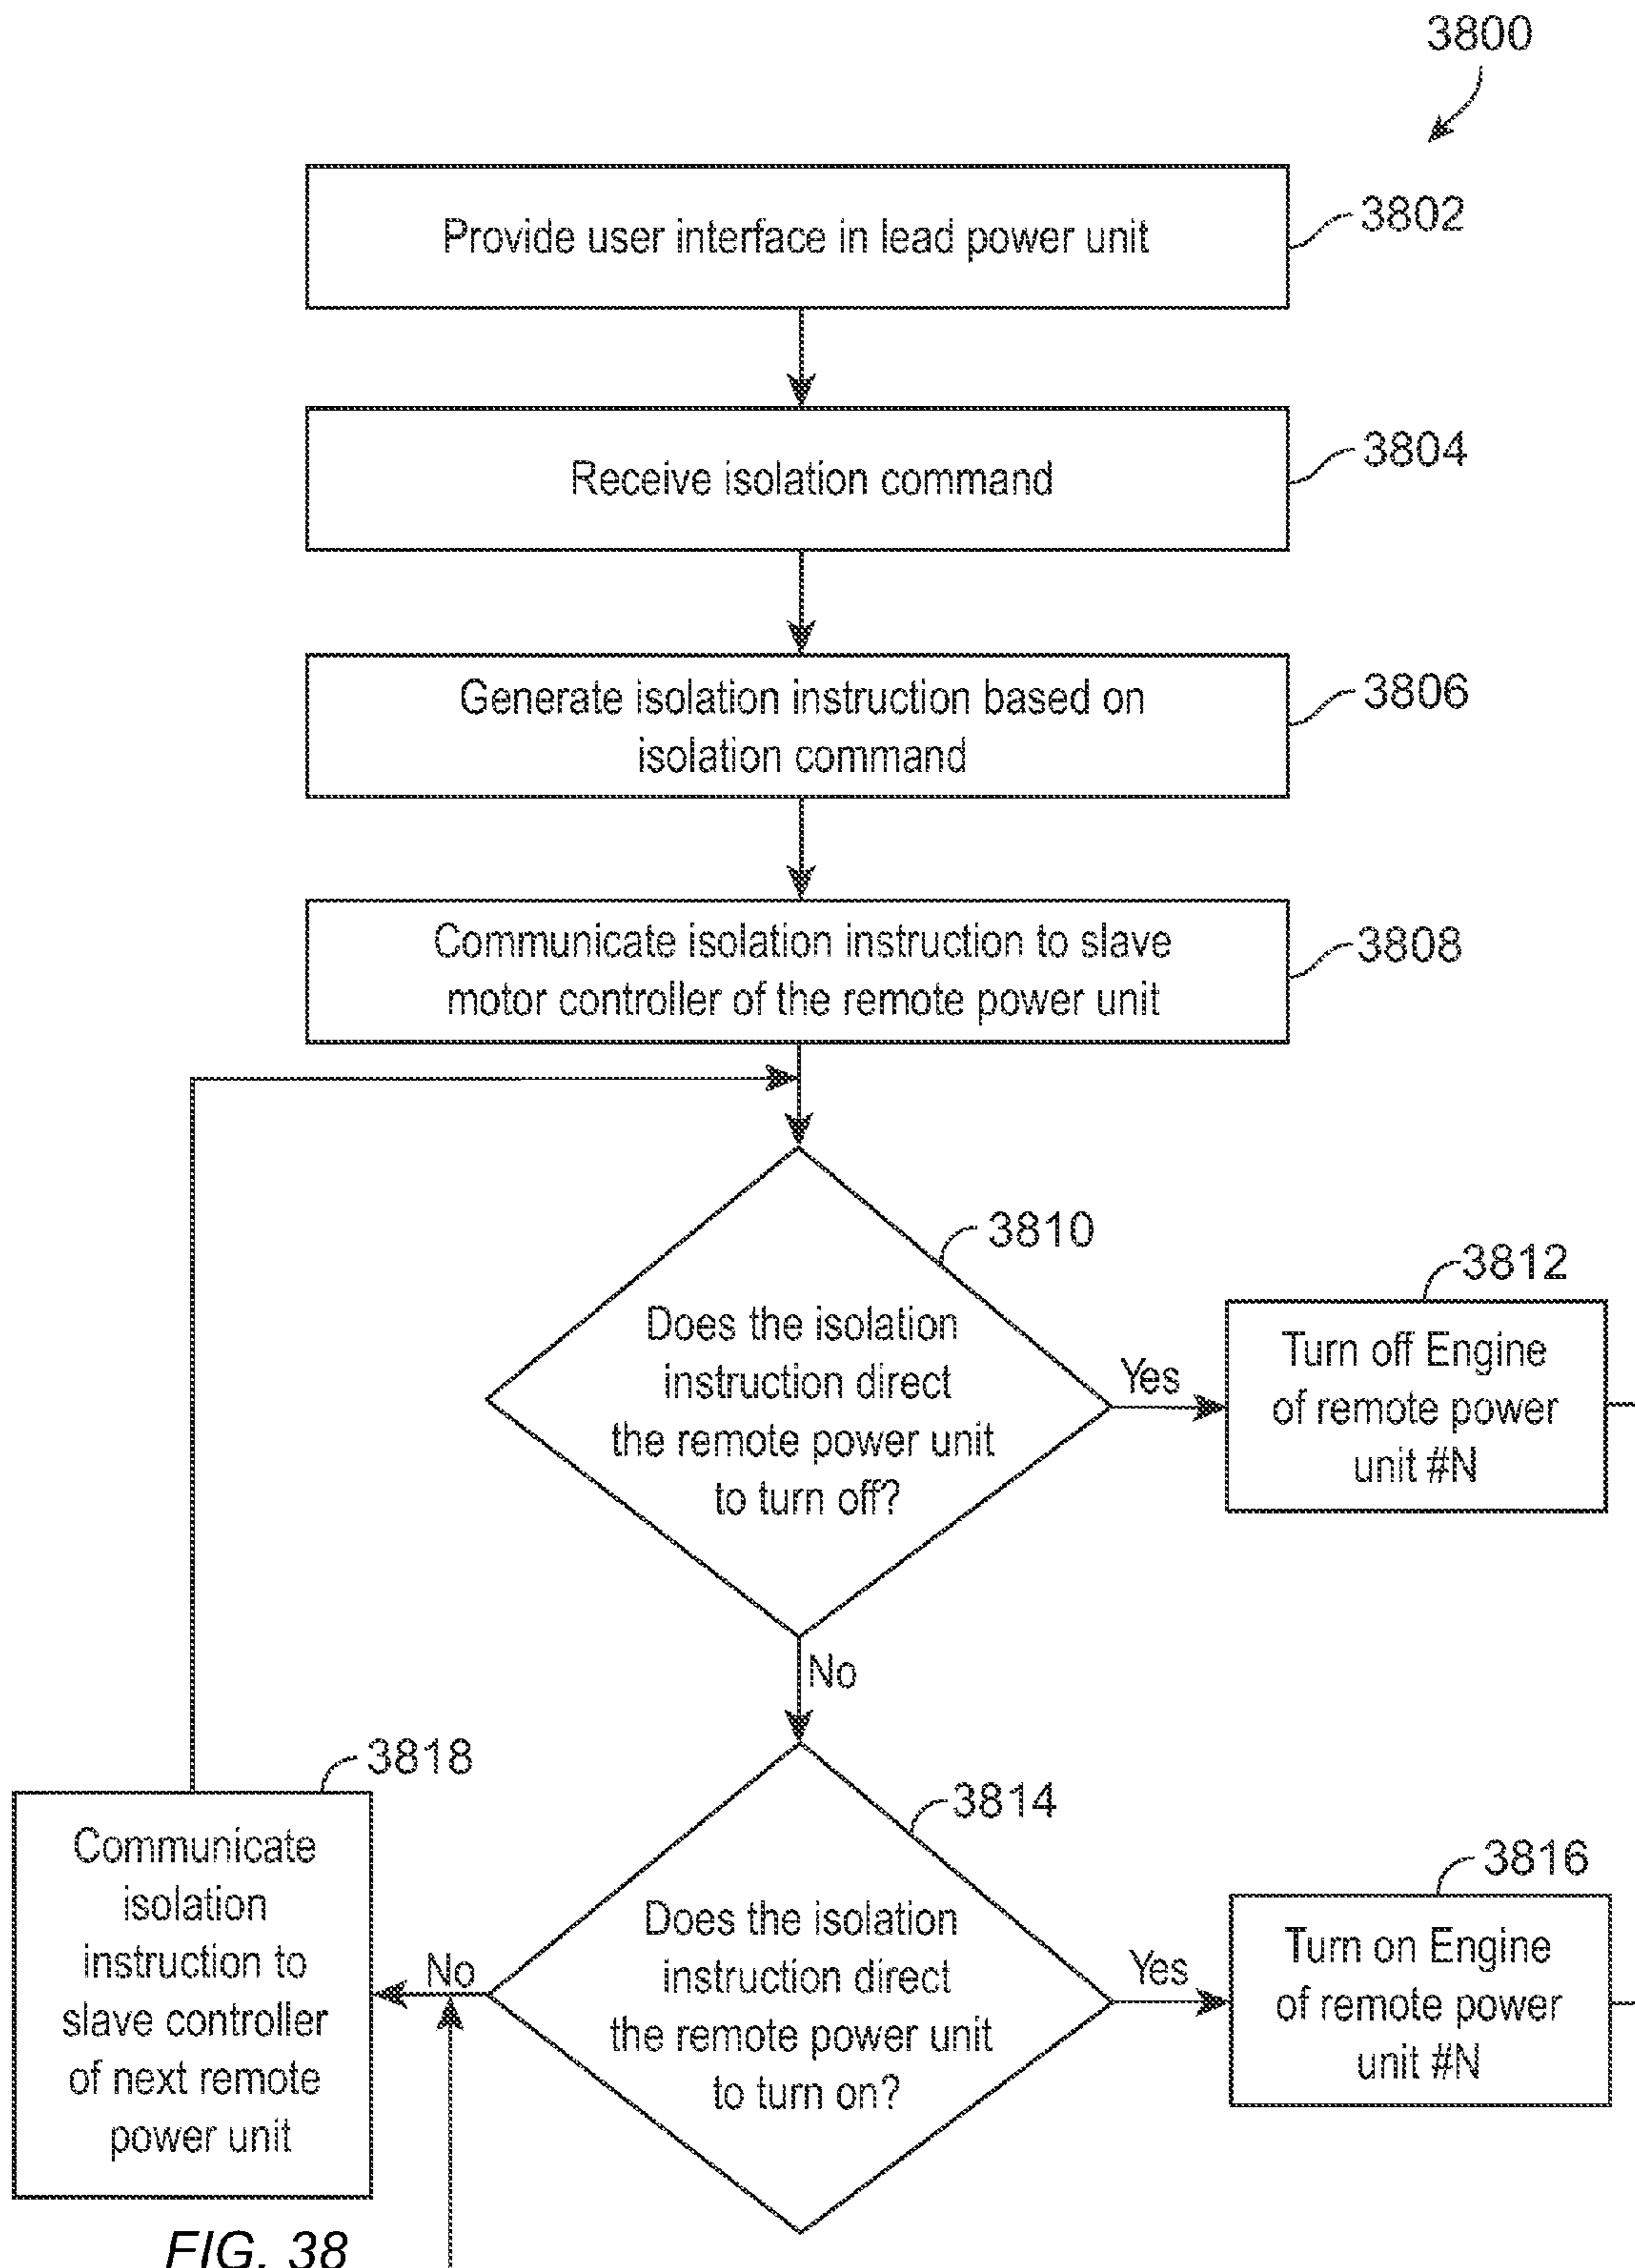 3800
Provide user interface in lead power unit
3802
Receive isolation command
3804
Generate isolation instruction based on
isolation command
3806
Communicate isolation instruction to slave
motor controller of the remote power unit
3808
3810
Does the isolation
instruction direct
the remote power unit
to turn off?
Yes
3812
Turn off Engine
of remote power
unit #N
No
3814
Does the isolation
instruction direct
the remote power unit
to turn on?
Yes
3816
Turn on Engine
of remote power
unit #N
No
3818
Communicate
isolation
instruction to
slave controller
of next remote
power unit
FIG. 38